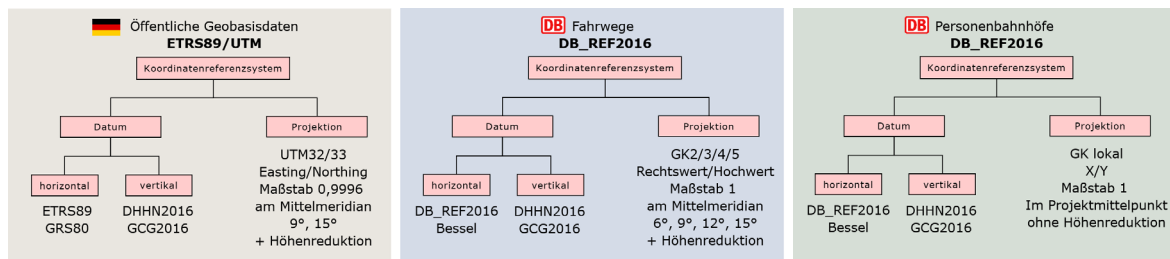 Öffentliche Geobasisdaten
ETRS89/UTM
Koordinatenreferenzsystem
Datum
Projektion
horizontal
vertikal
ETRS89
GRS80
DHHN2016
GCG2016
UTM32/33
Easting/Northing
Maßstab 0,9996
am Mittelmeridian
9°, 15°
+ Höhenreduktion
DB Fahrwege
DB_REF2016
Koordinatenreferenzsystem
Datum
Projektion
horizontal
vertikal
DB_REF2016
Bessel
DHHN2016
GCG2016
GK2/3/4/5
Rechtswert/Hochwert
Maßstab 1
am Mittelmeridian
6°, 9°, 12°, 15°
+ Höhenreduktion
DB Personenbahnhöfe
DB_REF2016
Koordinatenreferenzsystem
Datum
Projektion
horizontal
vertikal
DB_REF2016
Bessel
DHHN2016
GCG2016
GK lokal
X/Y
Maßstab 1
Im Projektmittelpunkt
ohne Höhenreduktion